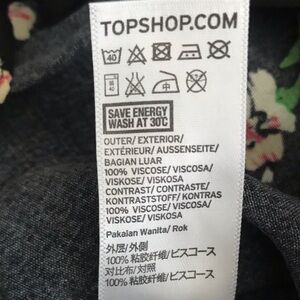 TOPSHOP.COM
40
40
SAVE ENERGY
WASH AT 30°C
OUTER/ EXTERIOR/
EXTÉRIEUR/ AUSSENSEITE/
BAGIAN LUAR
100% VISCOSE/ VISCOSA/
VISKOSE/ VISKOSA
CONTRAST/ CONTRASTE/
KONTRASTSTOFF/ KONTRAS
100% VISCOSE/ VISCOSA/
VISKOSE/ VISKOSA
Pakaian Wanita/ Rok
外层/外側
100% 粘胶纤维/ビスコース
对比布/対照
100% 粘胶纤维/ビスコース